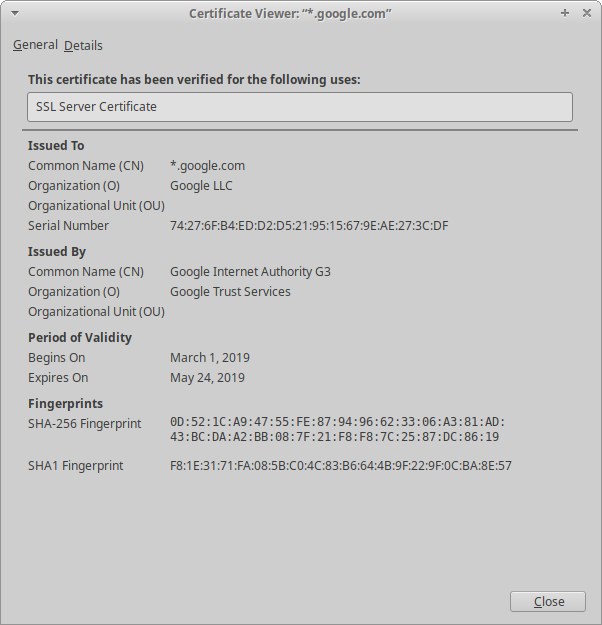 Certificate Viewer: “*.google.com”
General Details
This certificate has been verified for the following uses:
SSL Server Certificate
Issued To
Common Name (CN) *.google.com
Organization (O) Google LLC
Organizational Unit (OU)
Serial Number 74:27:6F:B4:ED:D2:D5:21:95:15:67:9E:AE:27:3C:DF
Issued By
Common Name (CN) Google Internet Authority G3
Organization (O) Google Trust Services
Organizational Unit (OU)
Period of Validity
Begins On March 1, 2019
Expires On May 24, 2019
Fingerprints
SHA-256 Fingerprint 0D:52:1C:A9:47:55:FE:87:94:96:62:33:06:A3:81:AD:
43:BC:DA:A2:BB:08:7F:21:F8:F8:7C:25:87:DC:86:19
SHA1 Fingerprint F8:1E:31:71:FA:08:5B:C0:4C:83:B6:64:4B:9F:22:9F:0C:BA:8E:57
Close